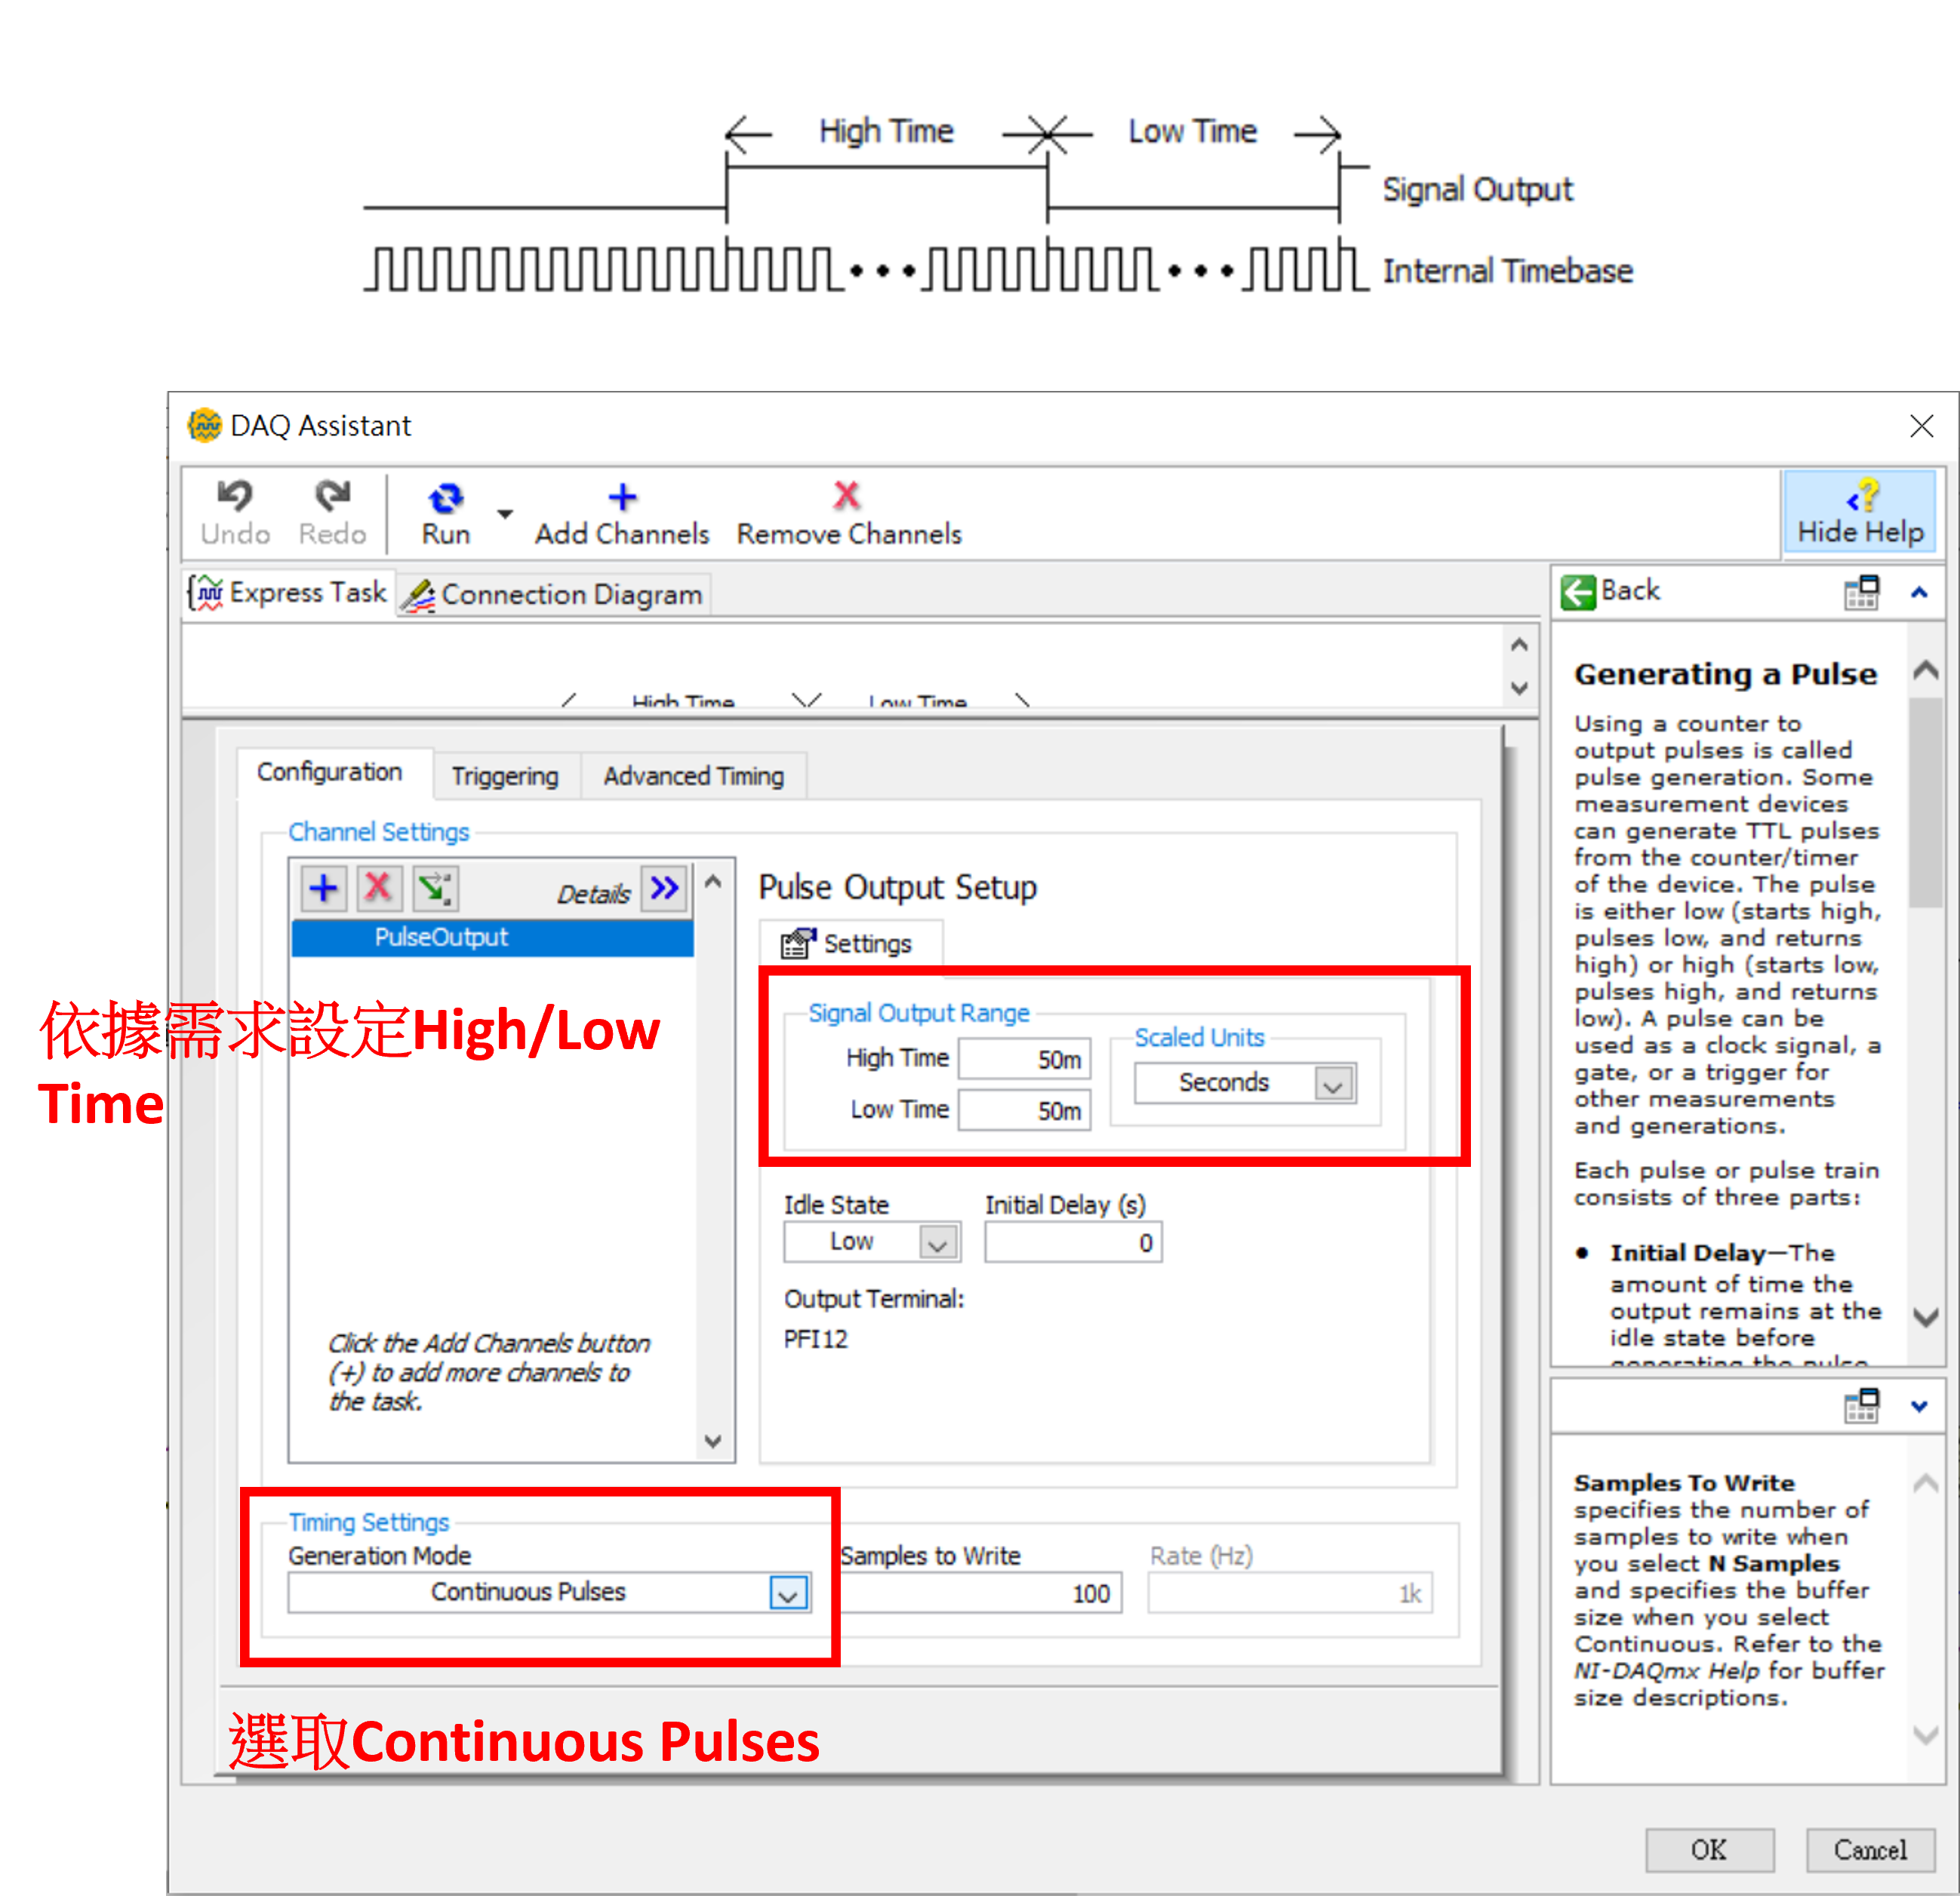 High Time
Low Time
Signal Output
Internal Timebase
DAQ Assistant
Undo
Redo
Run
Add Channels
Remove Channels
Hide Help
Express Task
Connection Diagram
High Time
Low Time
Configuration
Triggering
Advanced Timing
Channel Settings
Details
PulseOutput
Click the Add Channels button
(+) to add more channels to
the task.
Pulse Output Setup
Settings
Signal Output Range
High Time
50m
Low Time
50m
Scaled Units
Seconds
Idle State
Low
Initial Delay (s)
0
Output Terminal:
PFI12
依據需求設定High/Low
Time
Timing Settings
Generation Mode
Continuous Pulses
Samples to Write
100
Rate (Hz)
1k
選取Continuous Pulses
Back
Generating a Pulse
Using a counter to
output pulses is called
pulse generation. Some
measurement devices
can generate TTL pulses
from the counter/timer
of the device. The pulse
is either low (starts high,
pulses low, and returns
high) or high (starts low,
pulses high, and returns
low). A pulse can be
used as a clock signal, a
gate, or a trigger for
other measurements
and generations.
Each pulse or pulse train
consists of three parts:
• Initial Delay—The
amount of time the
output remains at the
idle state before
generating the pulse
Samples To Write
specifies the number of
samples to write when
you select N Samples
and specifies the buffer
size when you select
Continuous. Refer to the
NI-DAQmx Help for buffer
size descriptions.
OK
Cancel